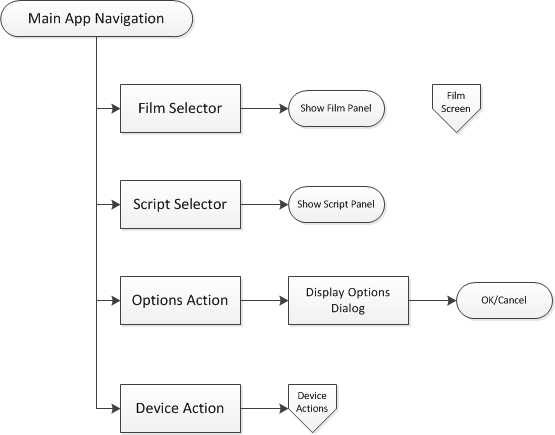 Main App Navigation
Film Selector
Show Film Panel
Film
Screen
Script Selector
Show Script Panel
Options Action
Display Options
Dialog
OK/Cancel
Device Action
Device
Actions